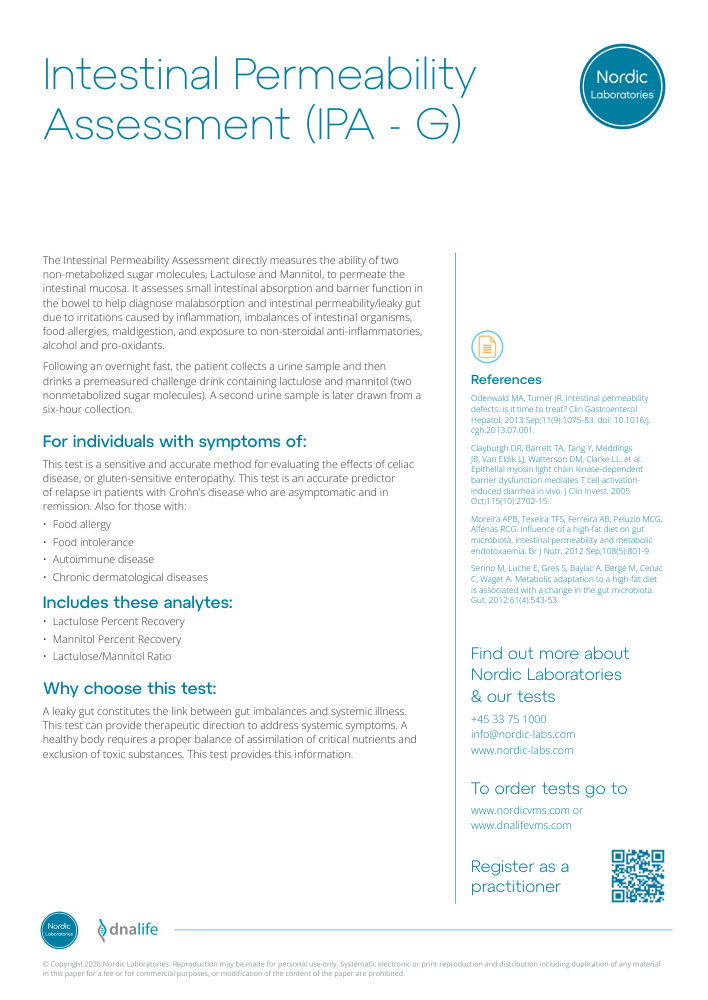 Intestinal Permeability
Assessment (IPA - G)
Nordic
Laboratories
The Intestinal Permeability Assessment directly measures the ability of two
non-metabolized sugar molecules, Lactulose and Mannitol, to permeate the
intestinal mucosa. It assesses small intestinal absorption and barrier function in
the bowel to help diagnose malabsorption and intestinal permeability/leaky gut
due to irritations caused by inflammation, imbalances of intestinal organisms,
food allergies, maldigestion, and exposure to non-steroidal anti-inflammatories,
alcohol and pro-oxidants.
Following an overnight fast, the patient collects a urine sample and then
drinks a premeasured challenge drink containing lactulose and mannitol (two
nonmetabolized sugar molecules). A second urine sample is later drawn from a
six-hour collection.
For individuals with symptoms of:
This test is a sensitive and accurate method for evaluating the effects of celiac
disease, or gluten-sensitive enteropathy. This test is an accurate predictor
of relapse in patients with Crohn's disease who are asymptomatic and in
remission. Also for those with:
• Food allergy
• Food intolerance
• Autoimmune disease
• Chronic dermatological diseases
Includes these analytes:
• Lactulose Percent Recovery
• Mannitol Percent Recovery
• Lactulose/Mannitol Ratio
Why choose this test:
A leaky gut constitutes the link between gut imbalances and systemic illness.
This test can provide therapeutic direction to address systemic symptoms. A
healthy body requires a proper balance of assimilation of critical nutrients and
exclusion of toxic substances. This test provides this information.
References
Odenwald MA, Turner JR. Intestinal permeability
defects: is it time to treat? Clin Gastroenterol
Hepatol. 2013 Sep;11(9):1075-83. doi: 10.1016/j.
cgh.2013.07.001.
Clayburgh DR, Barrett TA, Tang Y, Meddings
JB, Van Eldik LJ, Watterson DM, Clarke LL, et al.
Epithelial myosin light chain kinase-dependent
barrier dysfunction mediates T cell activation-
induced diarrhea in vivo. J Clin Invest. 2005
Oct;115(10):2702-15.
Moreira APB, Texeira TFS, Ferreira AB, Peluzio MCG,
Alfenas RCG. Influence of a high-fat diet on gut
microbiota, intestinal permeability and metabolic
endotoxaemia. Br J Nutr. 2012 Sep;108(5):801-9.
Serino M, Luche E, Gres S, Baylac A, Bergé M, Cenac
C, Waget A. Metabolic adaptation to a high-fat diet
is associated with a change in the gut microbiota.
Gut. 2012:61(4):543-53.
Find out more about
Nordic Laboratories
& our tests
+45 33 75 1000
info@nordic-labs.com
www.nordic-labs.com
To order tests go to
www.nordicvms.com or
www.dnalifevms.com
Register as a
practitioner
Nordic
Laboratories
dnalife
© Copyright 2026 Nordic Laboratories. Reproduction may be made for personal use only. Systematic electronic or print reproduction and distribution including duplication of any material
in this paper for a fee or for commercial purposes, or modification of the content of the paper are prohibited.